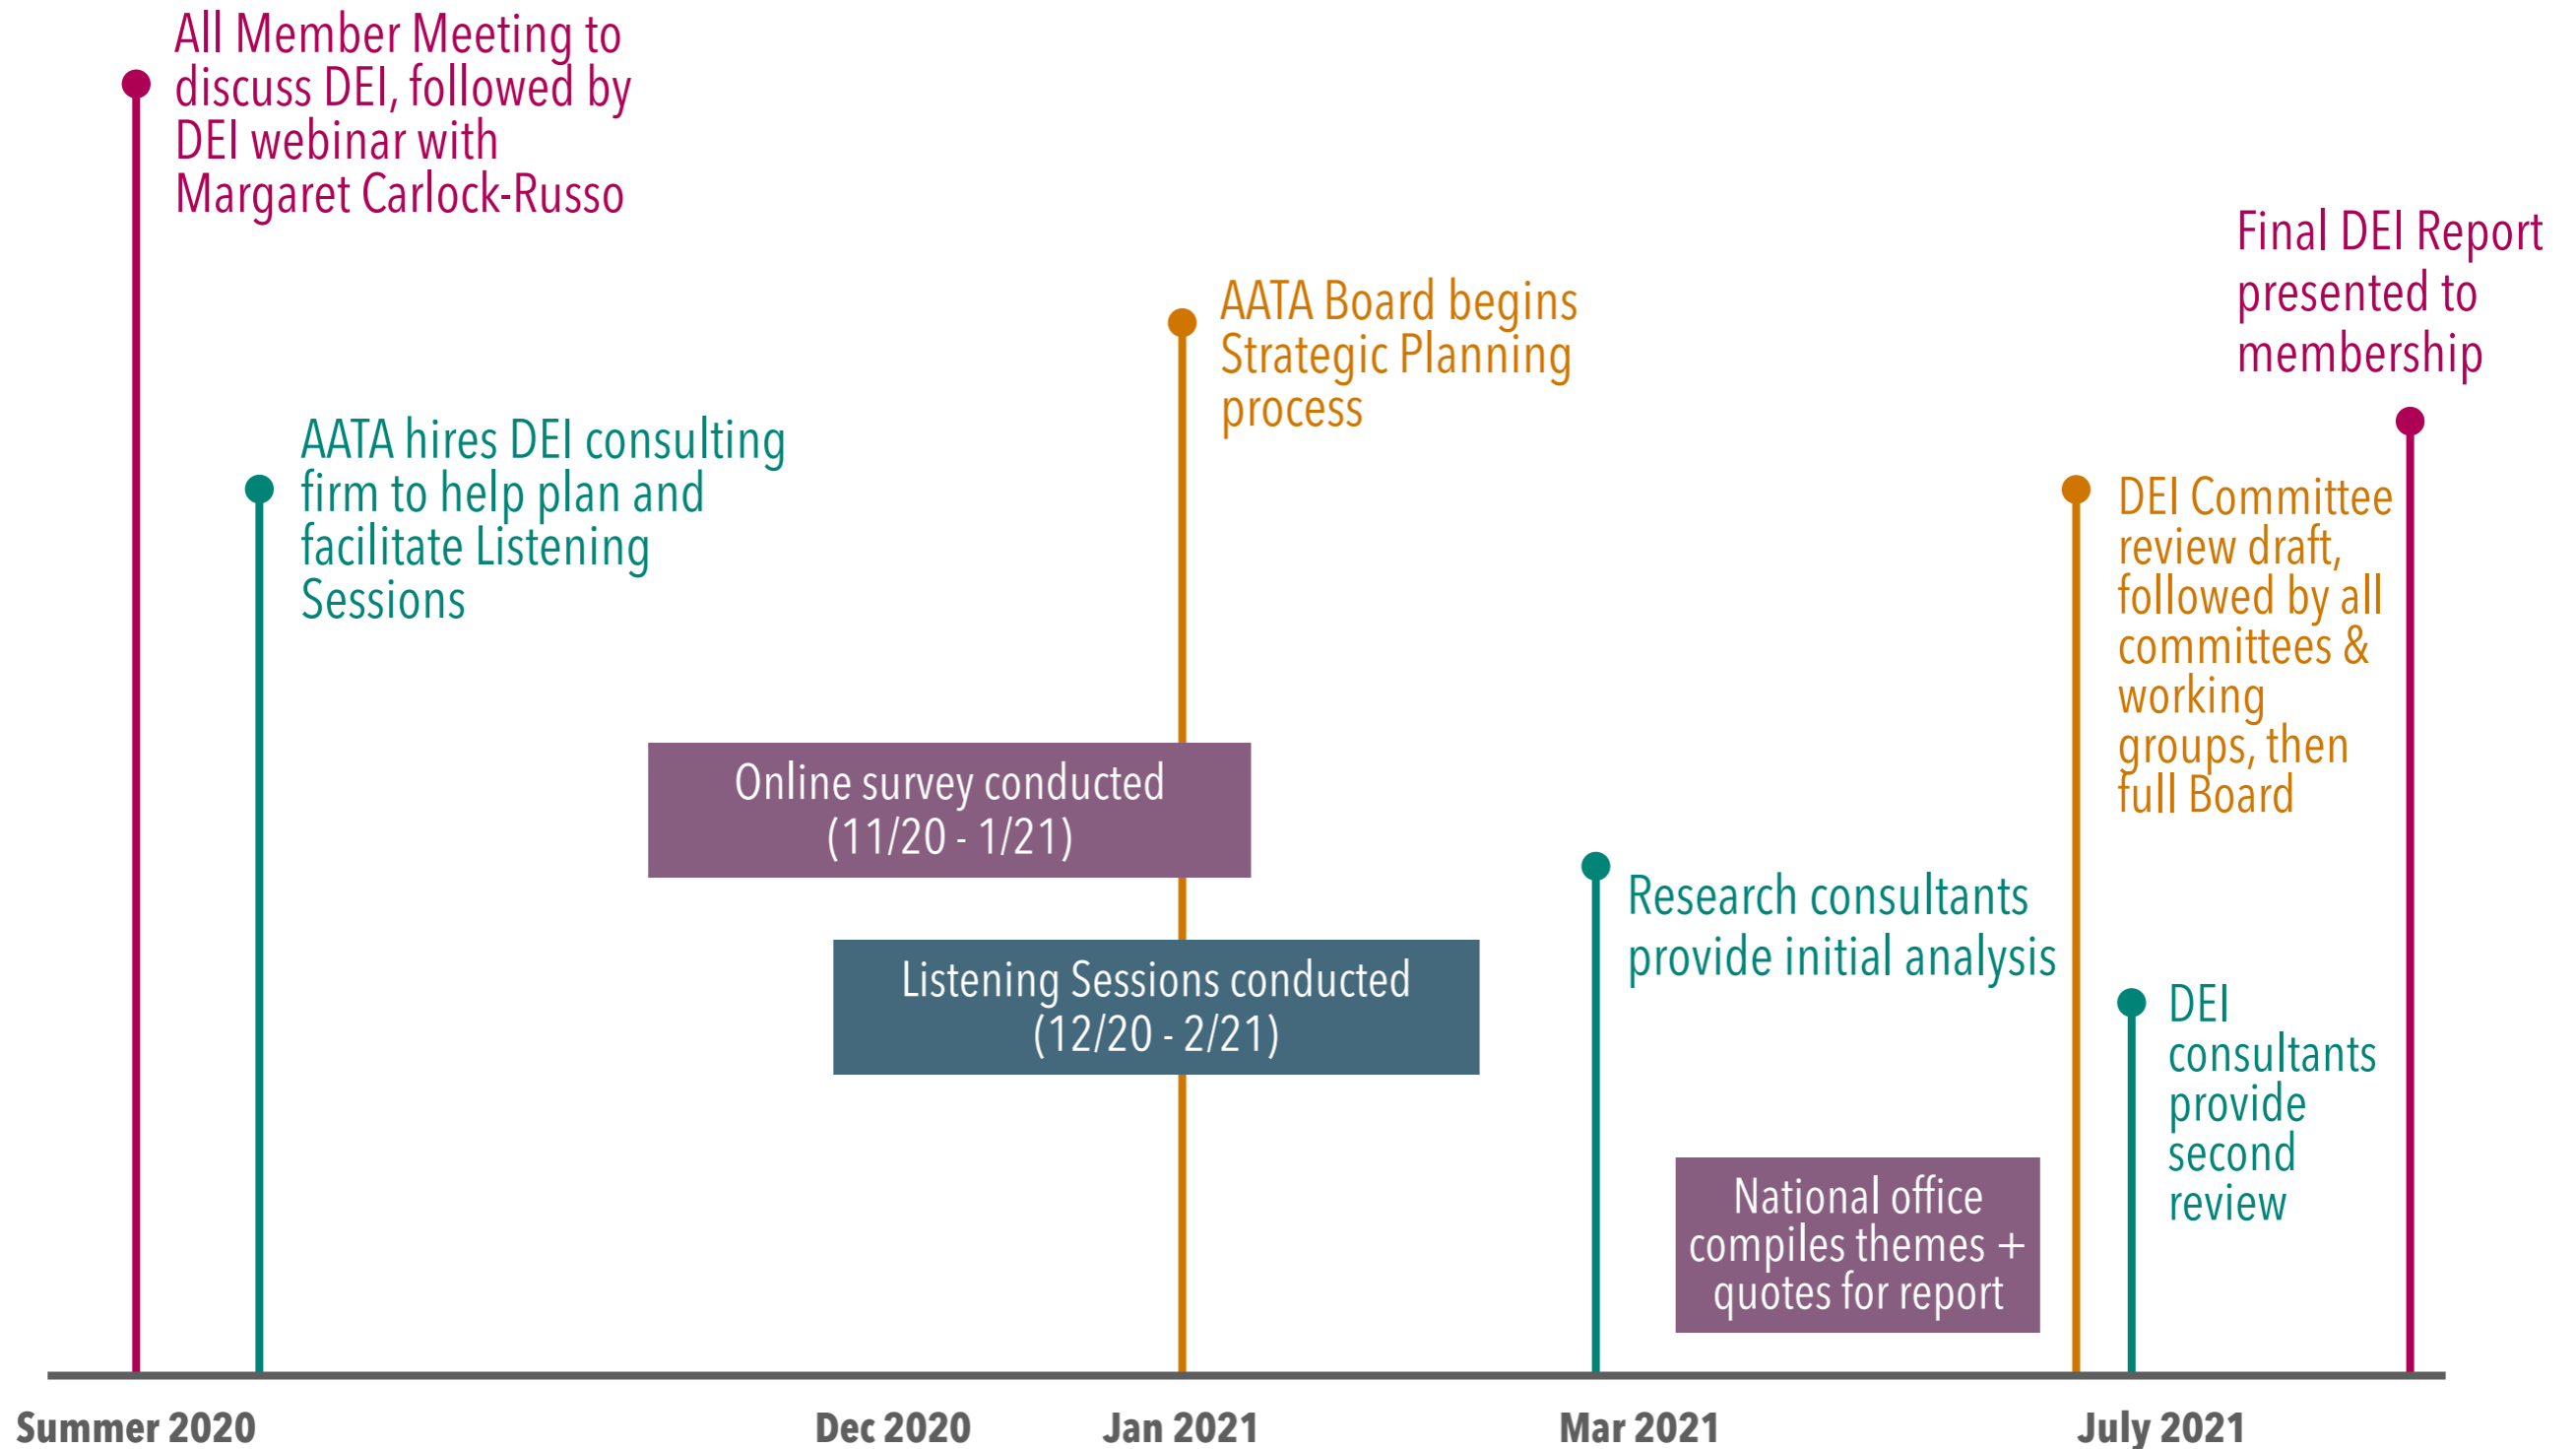 All Member Meeting to
discuss DEI, followed by
DEI webinar with
Margaret Carlock-Russo
AATA hires DEI consulting
firm to help plan and
facilitate Listening
Sessions
AATA Board begins
Strategic Planning
process
Online survey conducted
(11/20 - 1/21)
Listening Sessions conducted
(12/20 - 2/21)
Research consultants
provide initial analysis
National office
compiles themes +
quotes for report
DEI Committee
review draft,
followed by all
committees &
working
groups, then
full Board
DEI
consultants
provide
second
review
Final DEI Report
presented to
membership
Summer 2020
Dec 2020
Jan 2021
Mar 2021
July 2021